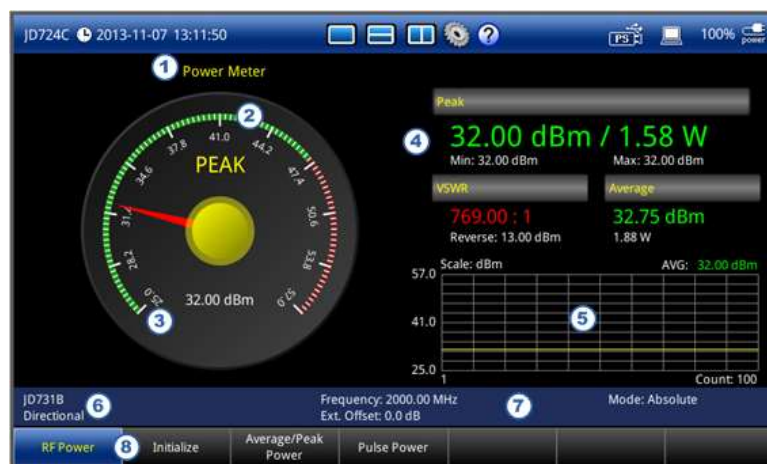 JD724C 2013-11-07 13:11:50
?
PS
100%
power
1 Power Meter
2
3
25.0
28.2
31.4
34.6
37.8
41.0
44.2
47.4
50.6
53.8
57.0
PEAK
32.00 dBm
Peak
4
32.00 dBm / 1.58 W
Min: 32.00 dBm Max: 32.00 dBm
VSWR Average
769.00 : 1 32.75 dBm
Reverse: 13.00 dBm 1.88 W
Scale: dBm AVG: 32.00 dBm
57.0
41.0
5
25.0
1 Count: 100
JD731B Frequency: 2000.00 MHz Mode: Absolute
Directional 6 Ext. Offset: 0.0 dB 7
RF Power 8 Initialize Average/Peak Power Pulse Power